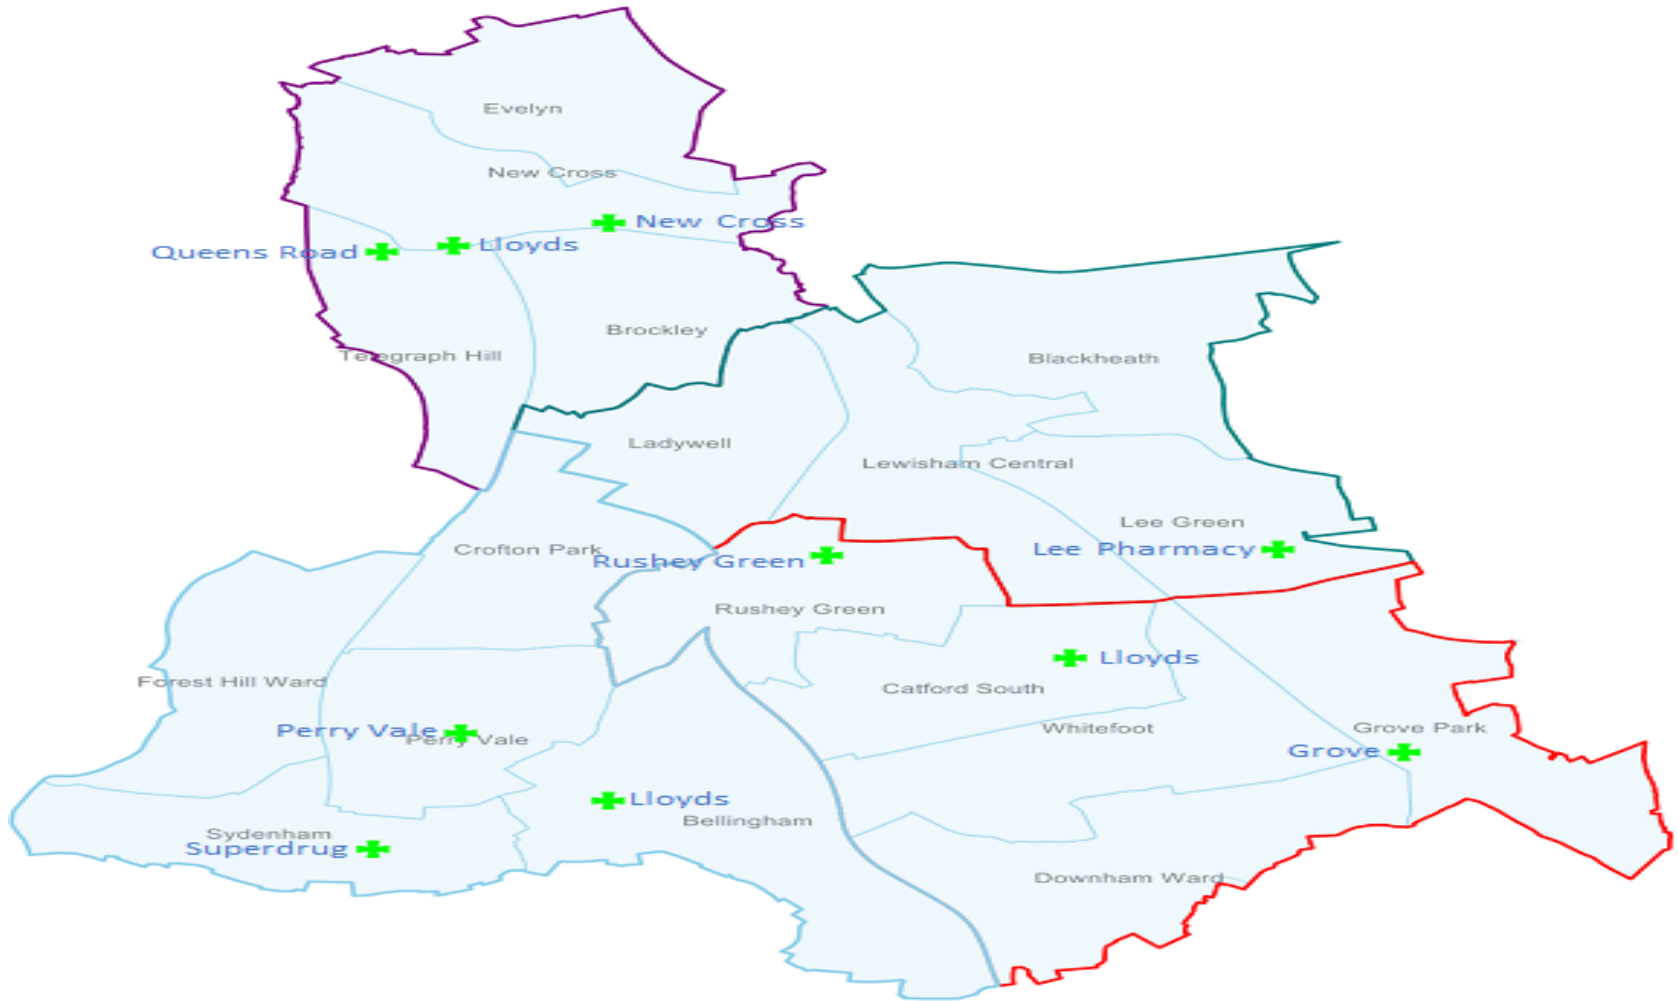 Evelyn
New Cross
New Cross
Lloyds
Queens Road
Brockley
Telegraph Hill
Blackheath
Ladywell
Lewisham Central
Lee Green
Crofton Park
Lee Pharmacy
Rushey Green
Rushey Green
Lloyds
Forest Hill Ward
Catford South
Whitefoot
Grove Park
Perry Vale
Perry Vale
Grove
Lloyds
Bellingham
Sydenham
Superdrug
Downham Ward